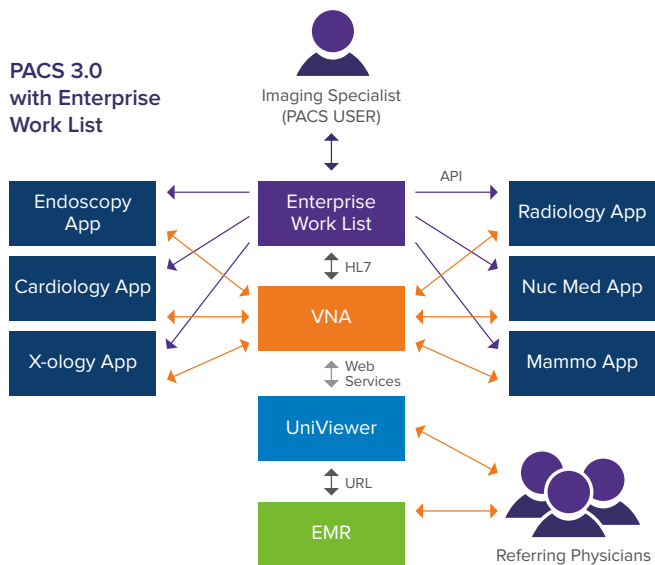 PACS 3.0
with Enterprise
Work List
Imaging Specialist
(PACS USER)
API
Endoscopy
App
Enterprise
Work List
Radiology App
HL7
Cardiology App
Nuc Med App
VNA
X-ology App
Mammo App
Web
Services
UniViewer
URL
EMR
Referring Physicians